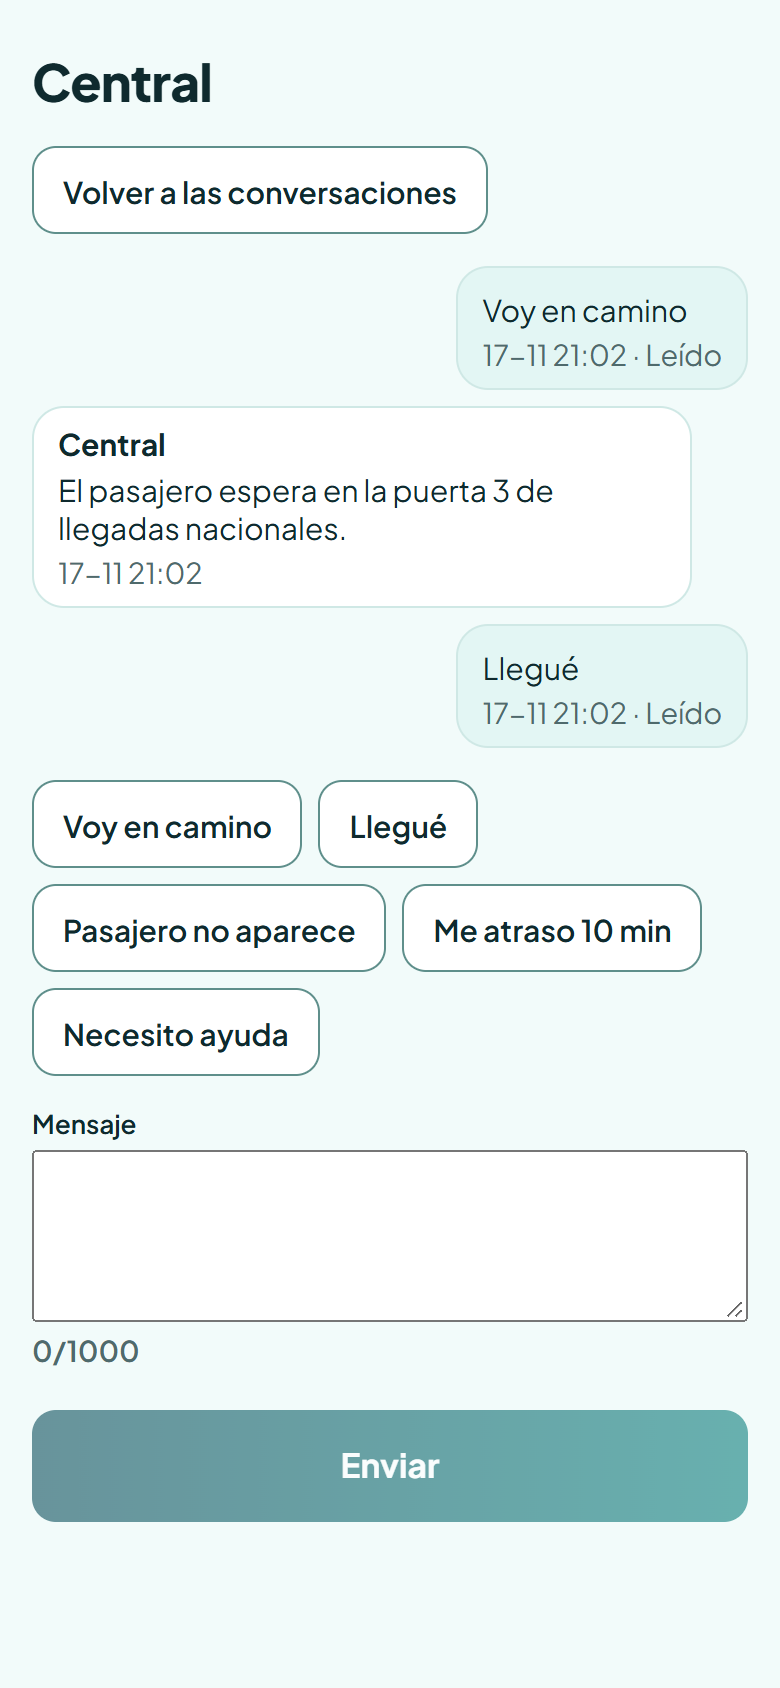 Central
Volver a las conversaciones
Voy en camino
17-11 21:02 · Leído
Central
El pasajero espera en la puerta 3 de
llegadas nacionales.
17-11 21:02
Llegué
17-11 21:02 · Leído
Voy en camino
Llegué
Pasajero no aparece
Me atraso 10 min
Necesito ayuda
Mensaje
0/1000
Enviar